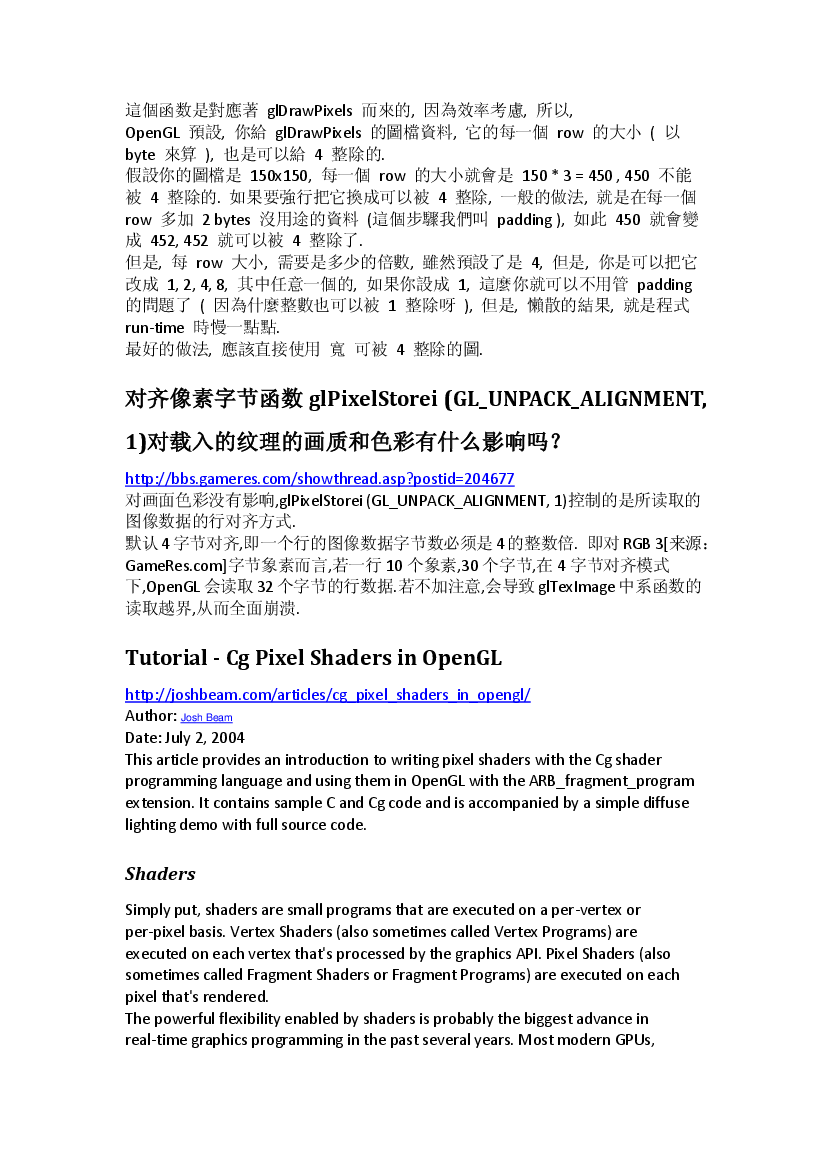 這個函数是對應著 glDrawPixels 而來的, 因為效率考慮, 所以,
OpenGL 預設, 你給 glDrawPixels 的圖檔資料, 它的每一個 row 的大小 ( 以
byte 來算 ), 也是可以給 4 整除的.
假設你的圖檔是 150x150, 每一個 row 的大小就會是 150 * 3 = 450 , 450 不能
被 4 整除的. 如果要強行把它換成可以被 4 整除, 一般的做法, 就是在每一個
row 多加 2 bytes 沒用途的資料 (這個步驟我們叫 padding ), 如此 450 就會變
成 452, 452 就可以被 4 整除了.
但是, 每 row 大小, 需要是多少的倍數, 雖然預設了是 4, 但是, 你是可以把它
改成 1, 2, 4, 8, 其中任意一個的, 如果你設成 1, 這麼你就可以不用管 padding
的問題了 ( 因為什麼整數也可以被 1 整除呀 ), 但是, 懶散的結果, 就是程式
run-time 時慢一點點.
最好的做法, 應該直接使用 寬 可被 4 整除的圖.
对齐像素字节函数 glPixelStorei (GL_UNPACK_ALIGNMENT,
1)对载入的纹理的画质和色彩有什么影响吗?
http://bbs.gameres.com/showthread.asp?postid=204677
对画面色彩没有影响,glPixelStorei (GL_UNPACK_ALIGNMENT, 1)控制的是所读取的
图像数据的行对齐方式.
默认 4 字节对齐,即一个行的图像数据字节数必须是 4 的整数倍. 即对 RGB 3[来源:
GameRes.com]字节象素而言,若一行 10 个象素,30 个字节,在 4 字节对齐模式
下,OpenGL 会读取 32 个字节的行数据.若不加注意,会导致 glTexImage 中系函数的
读取越界,从而全面崩溃.
Tutorial - Cg Pixel Shaders in OpenGL
http://joshbeam.com/articles/cg_pixel_shaders_in_opengl/
Author: Josh Beam
Date: July 2, 2004
This article provides an introduction to writing pixel shaders with the Cg shader
programming language and using them in OpenGL with the ARB_fragment_program
extension. It contains sample C and Cg code and is accompanied by a simple diffuse
lighting demo with full source code.
Shaders
Simply put, shaders are small programs that are executed on a per-vertex or
per-pixel basis. Vertex Shaders (also sometimes called Vertex Programs) are
executed on each vertex that's processed by the graphics API. Pixel Shaders (also
sometimes called Fragment Shaders or Fragment Programs) are executed on each
pixel that's rendered.
The powerful flexibility enabled by shaders is probably the biggest advance in
real-time graphics programming in the past several years. Most modern GPUs,